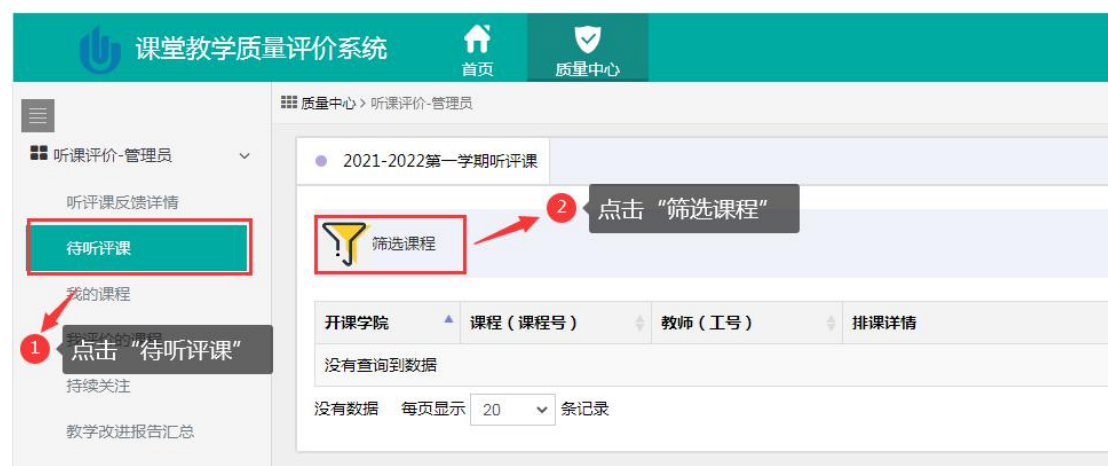 课堂教学质量评价系统
首页
质量中心
质量中心 > 听课评价-管理员
听课评价-管理员
听评课反馈详情
待听评课
我的课程
我评价的课程
持续关注
教学改进报告汇总
1 点击“待听评课”
2021-2022第一学期听评课
筛选课程
2 点击“筛选课程”
开课学院 课程(课程号) 教师(工号) 排课详情
没有查询到数据
没有数据 每页显示 20 条记录